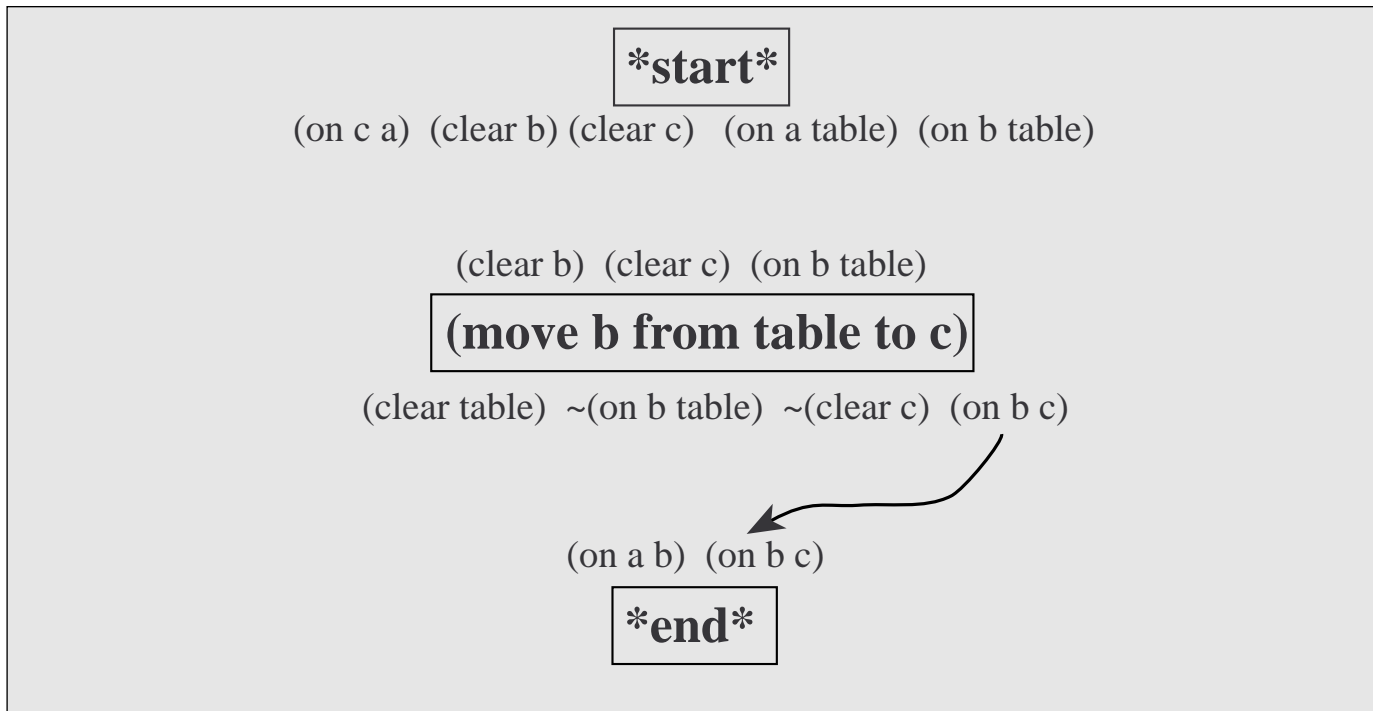 *start*
(on c a) (clear b) (clear c) (on a table) (on b table)
(clear b) (clear c) (on b table)
(move b from table to c)
(clear table) ~(on b table) ~(clear c) (on b c)
(on a b) (on b c)
*end*